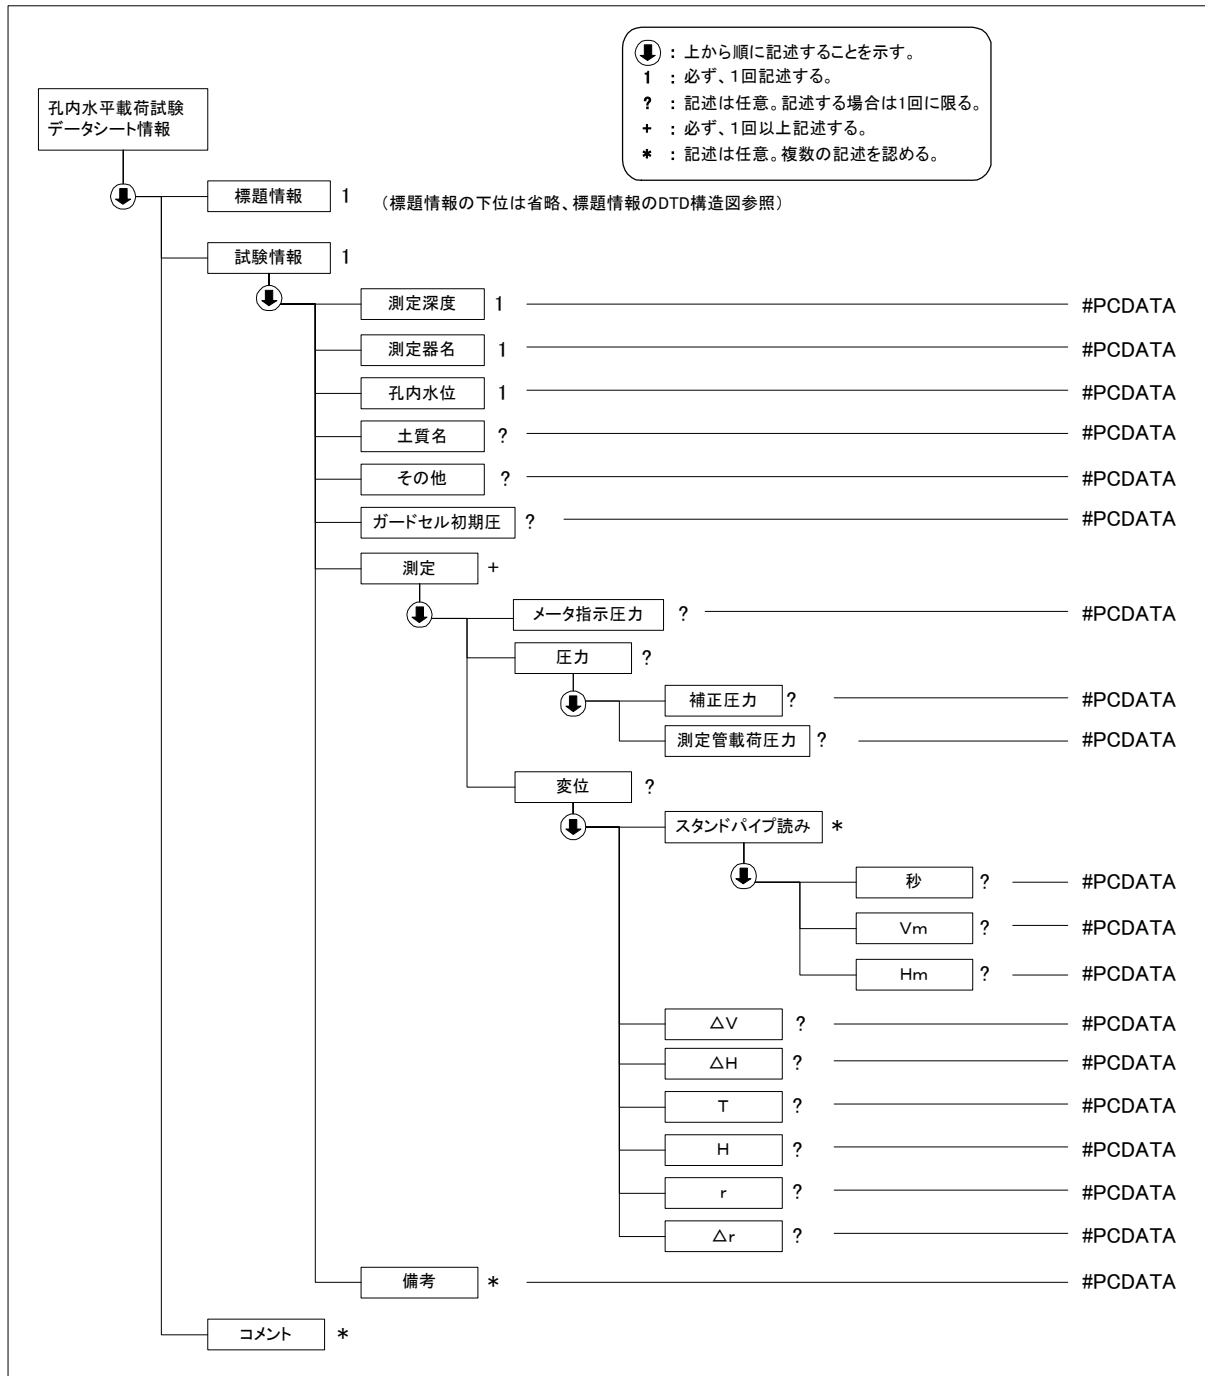 : 上から順に記述することを示す。
1 : 必ず、1回記述する。
? : 記述は任意。記述する場合は1回に限る。
+ : 必ず、1回以上記述する。
* : 記述は任意。複数の記述を認める。
孔内水平載荷試験
データシート情報
標題情報 1 (標題情報の下位は省略、標題情報のDTD構造図参照)
試験情報 1
測定深度 1 #PCDATA
測定器名 1 #PCDATA
孔内水位 1 #PCDATA
土質名 ? #PCDATA
その他 ? #PCDATA
ガードセル初期圧 ? #PCDATA
測定 +
メータ指示圧力 ? #PCDATA
圧力 ?
補正圧力 ? #PCDATA
測定管載荷圧力 ? #PCDATA
変位 ?
スタンドパイプ読み *
秒 ? #PCDATA
Vm ? #PCDATA
Hm ? #PCDATA
△V ? #PCDATA
△H ? #PCDATA
T ? #PCDATA
H ? #PCDATA
r ? #PCDATA
△r ? #PCDATA
備考 * #PCDATA
コメント *